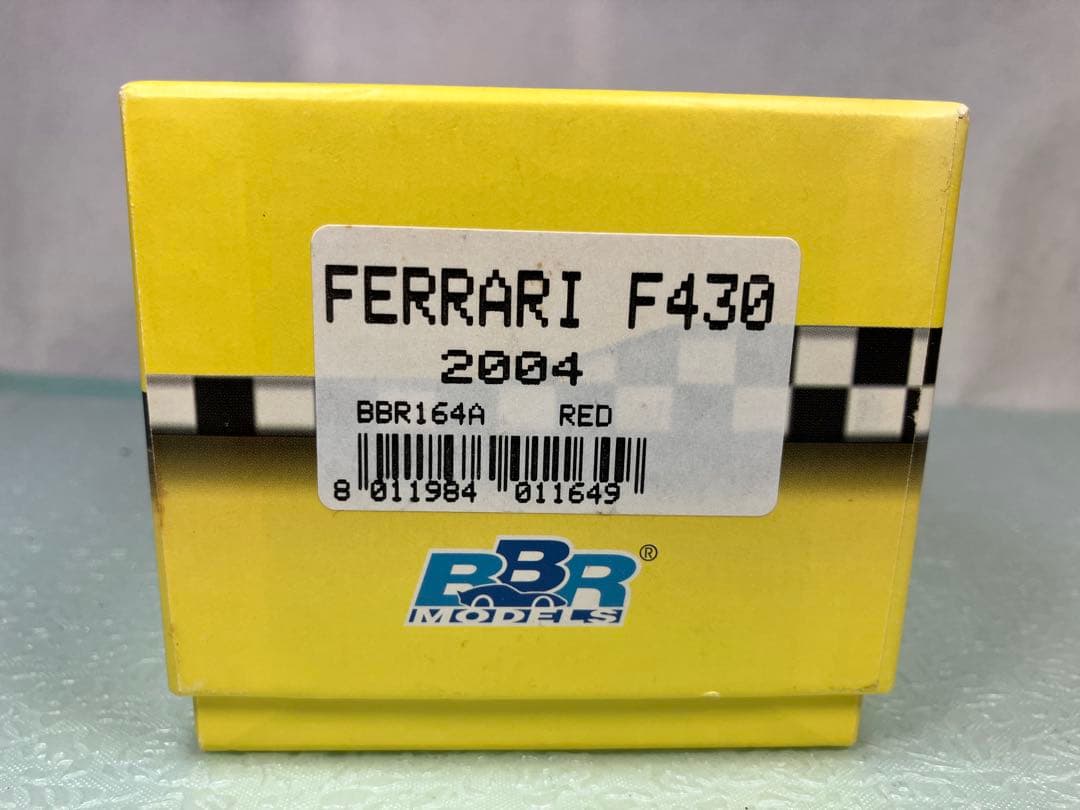 FERRARI F430
2004
BBR164A RED
8 011984 011649
BBR®
MODELS